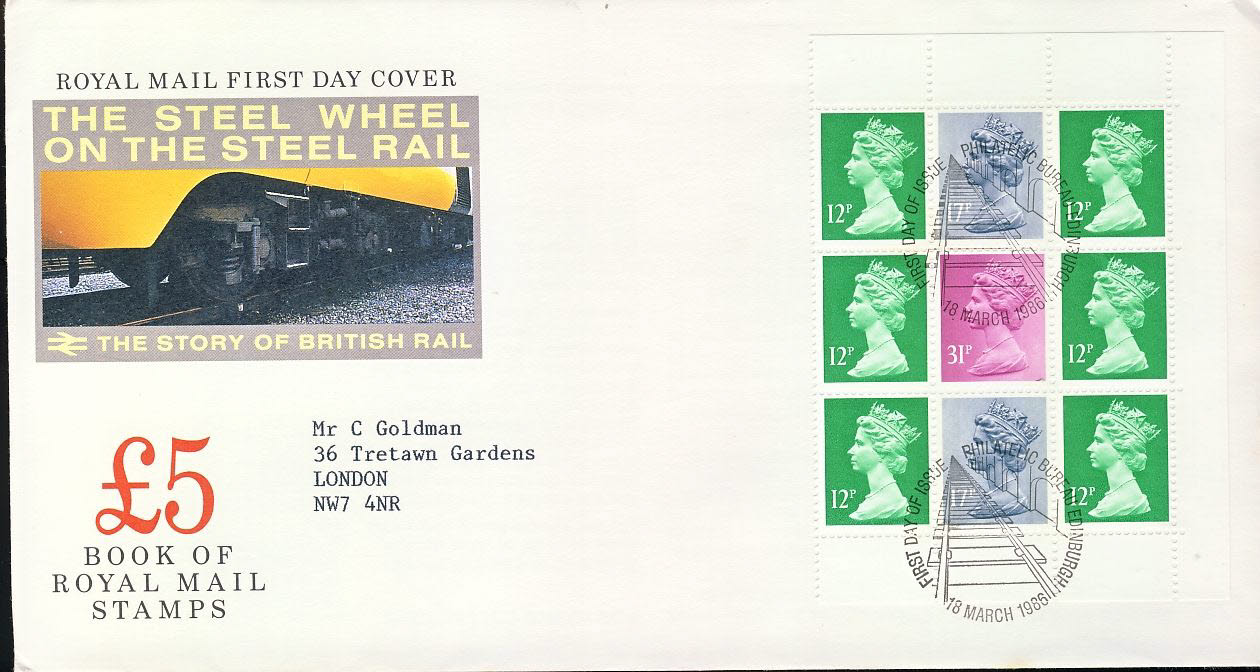 ROYAL MAIL FIRST DAY COVER
THE STEEL WHEEL
ON THE STEEL RAIL
THE STORY OF BRITISH RAIL
£5
BOOK OF
ROYAL MAIL
STAMPS
Mr C Goldman
36 Tretawn Gardens
LONDON
NW7 4NR
12P
17P
12P
FIRST DAY OF ISSUE PHILATELIC BUREAU EDINBURGH
18 MARCH 1986
12P
31P
12P
12P
17P
12P
FIRST DAY OF ISSUE PHILATELIC BUREAU EDINBURGH
18 MARCH 1986